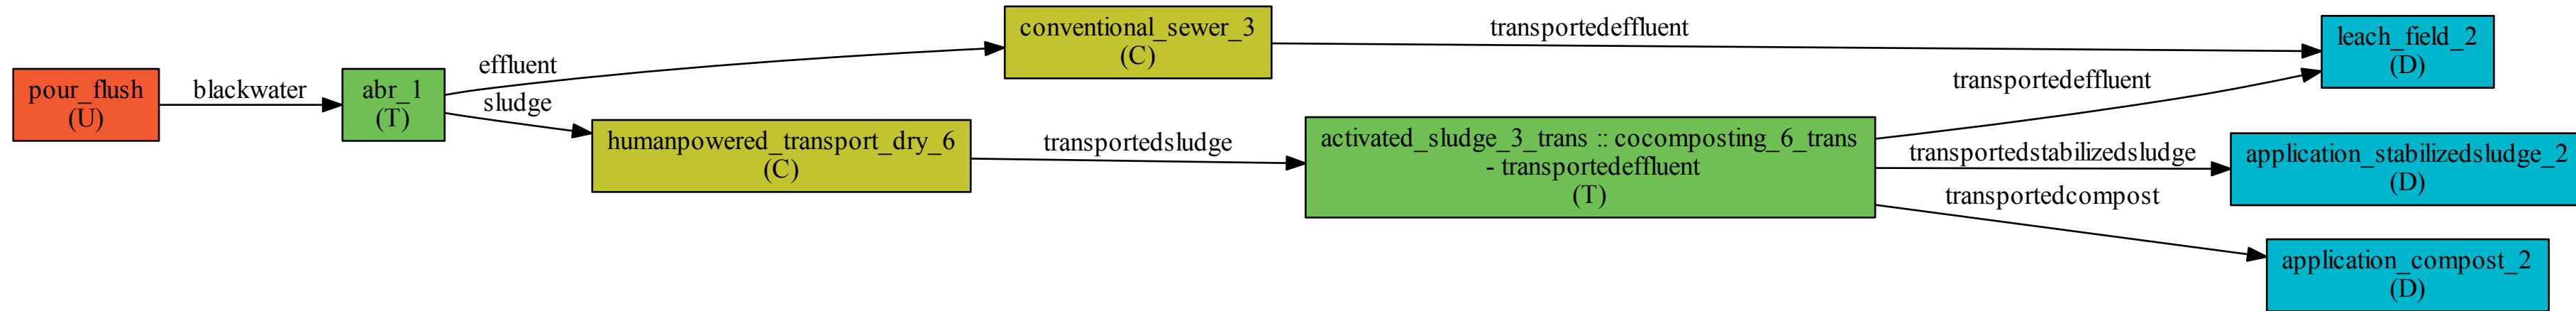 pour_flush
(U)
blackwater
abr_1
(T)
effluent
sludge
conventional_sewer_3
(C)
humanpowered_transport_dry_6
(C)
transportedeffluent
transportedsludge
activated_sludge_3_trans :: cocomposting_6_trans
- transportedeffluent
(T)
transportedeffluent
transportedstabilizedsludge
transportedcompost
leach_field_2
(D)
application_stabilizedsludge_2
(D)
application_compost_2
(D)